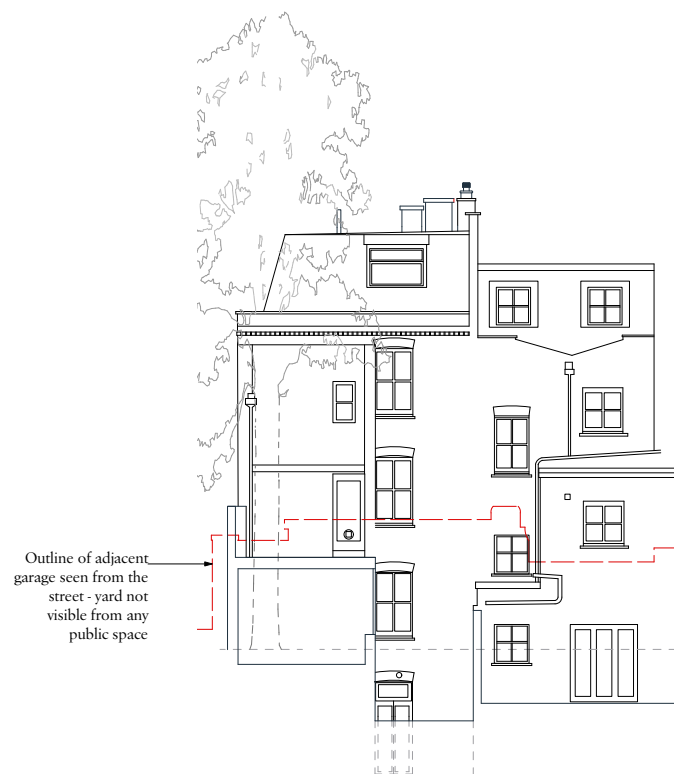 Outline of adjacent
garage seen from the
street - yard not
visible from any
public space